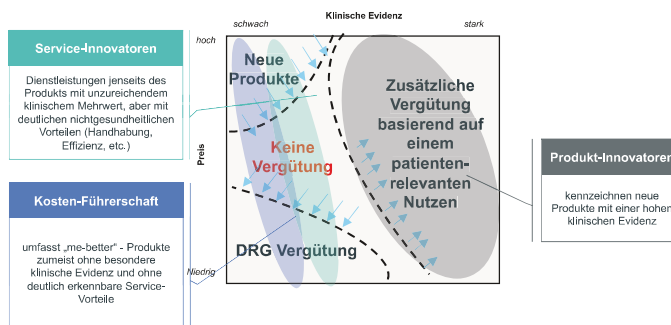 Klinische Evidenz
schwach
stark
Service-Innovatoren
Dienstleistungen jenseits des
Produkts mit unzureichendem
klinischem Mehrwert, aber mit
deutlichen nichtgesundheitlichen
Vorteilen (Handhabung,
Effizienz, etc.)
Kosten-Führerschaft
umfasst „me-better“ - Produkte
zumeist ohne besondere
klinische Evidenz und ohne
deutlich erkennbare Service-
Vorteile
hoch
Preis
Niedrig
Neue
Produkte
Keine
Vergütung
DRG Vergütung
Zusätzliche
Vergütung
basierend auf
einem
patienten-
relevanten
Nutzen
Produkt-Innovatoren
kennzeichnen neue
Produkte mit einer hohen
klinischen Evidenz